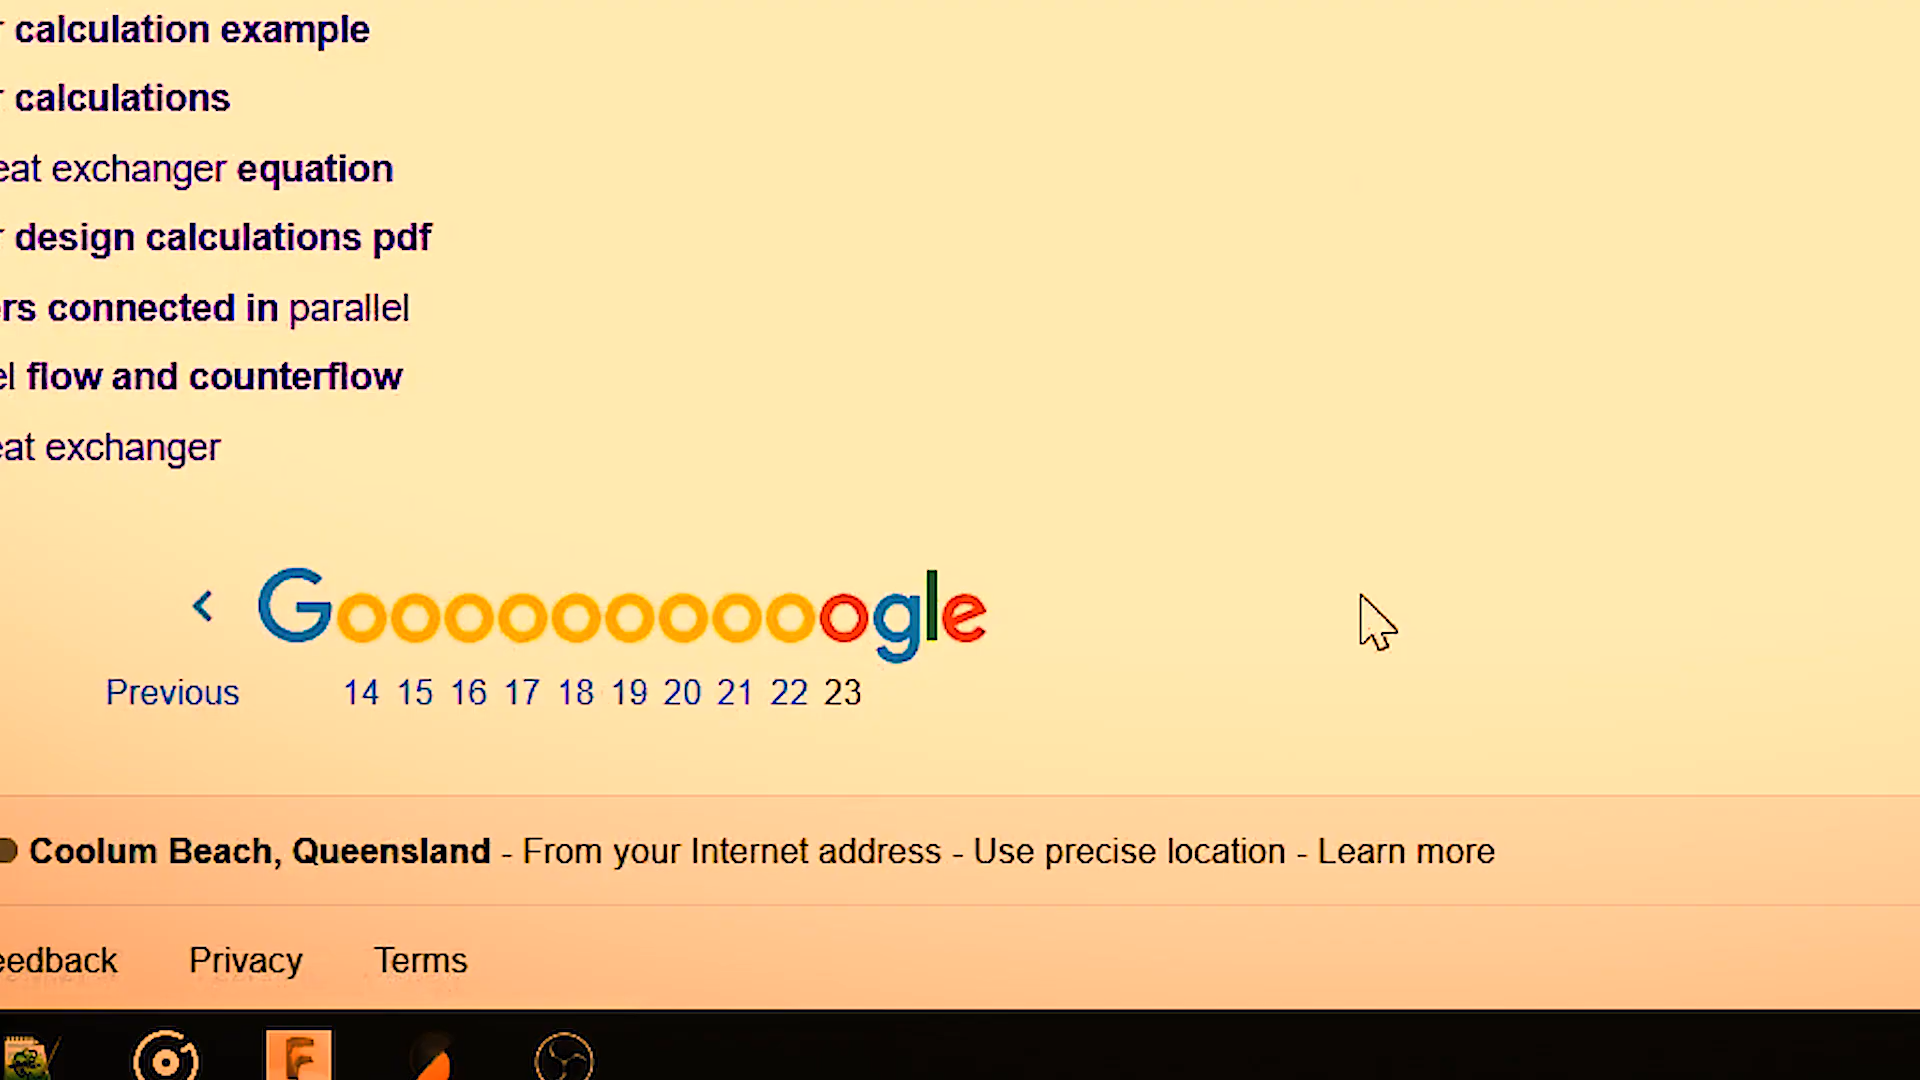 calculation example
calculations
eat exchanger equation
design calculations pdf
rs connected in parallel
el flow and counterflow
eat exchanger
Goooooooooogle
Previous 14 15 16 17 18 19 20 21 22 23
Coolum Beach, Queensland - From your Internet address - Use precise location - Learn more
eedback Privacy Terms